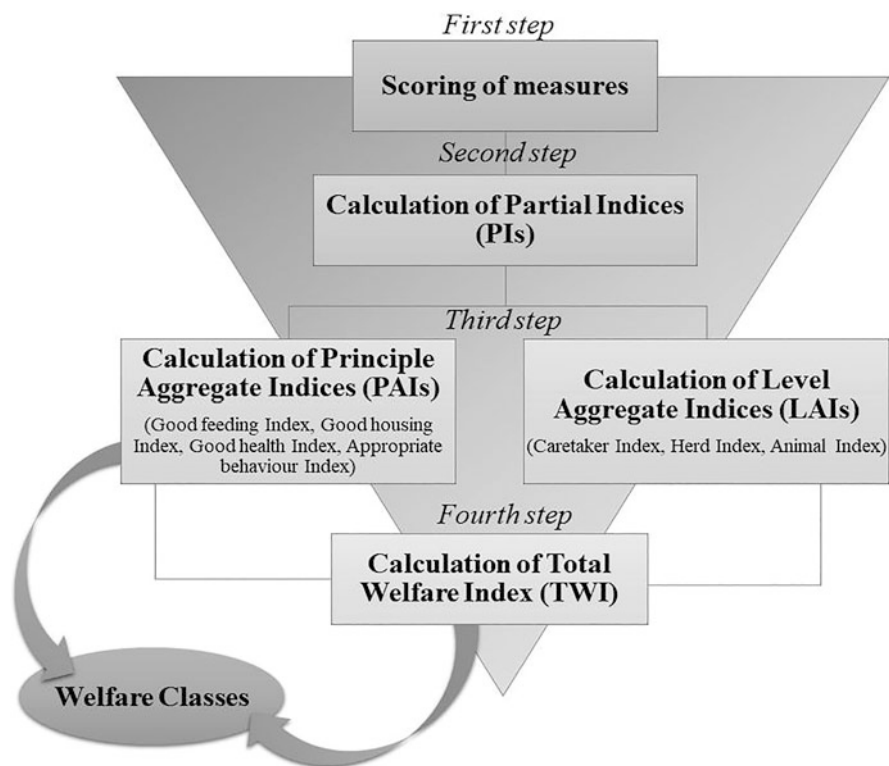 First step
Scoring of measures
Second step
Calculation of Partial Indices
(PIs)
Third step
Calculation of Principle
Aggregate Indices (PAIs)
(Good feeding Index, Good housing
Index, Good health Index, Appropriate
behaviour Index)
Calculation of Level
Aggregate Indices (LAIs)
(Caretaker Index, Herd Index, Animal Index)
Fourth step
Calculation of Total
Welfare Index (TWI)
Welfare Classes